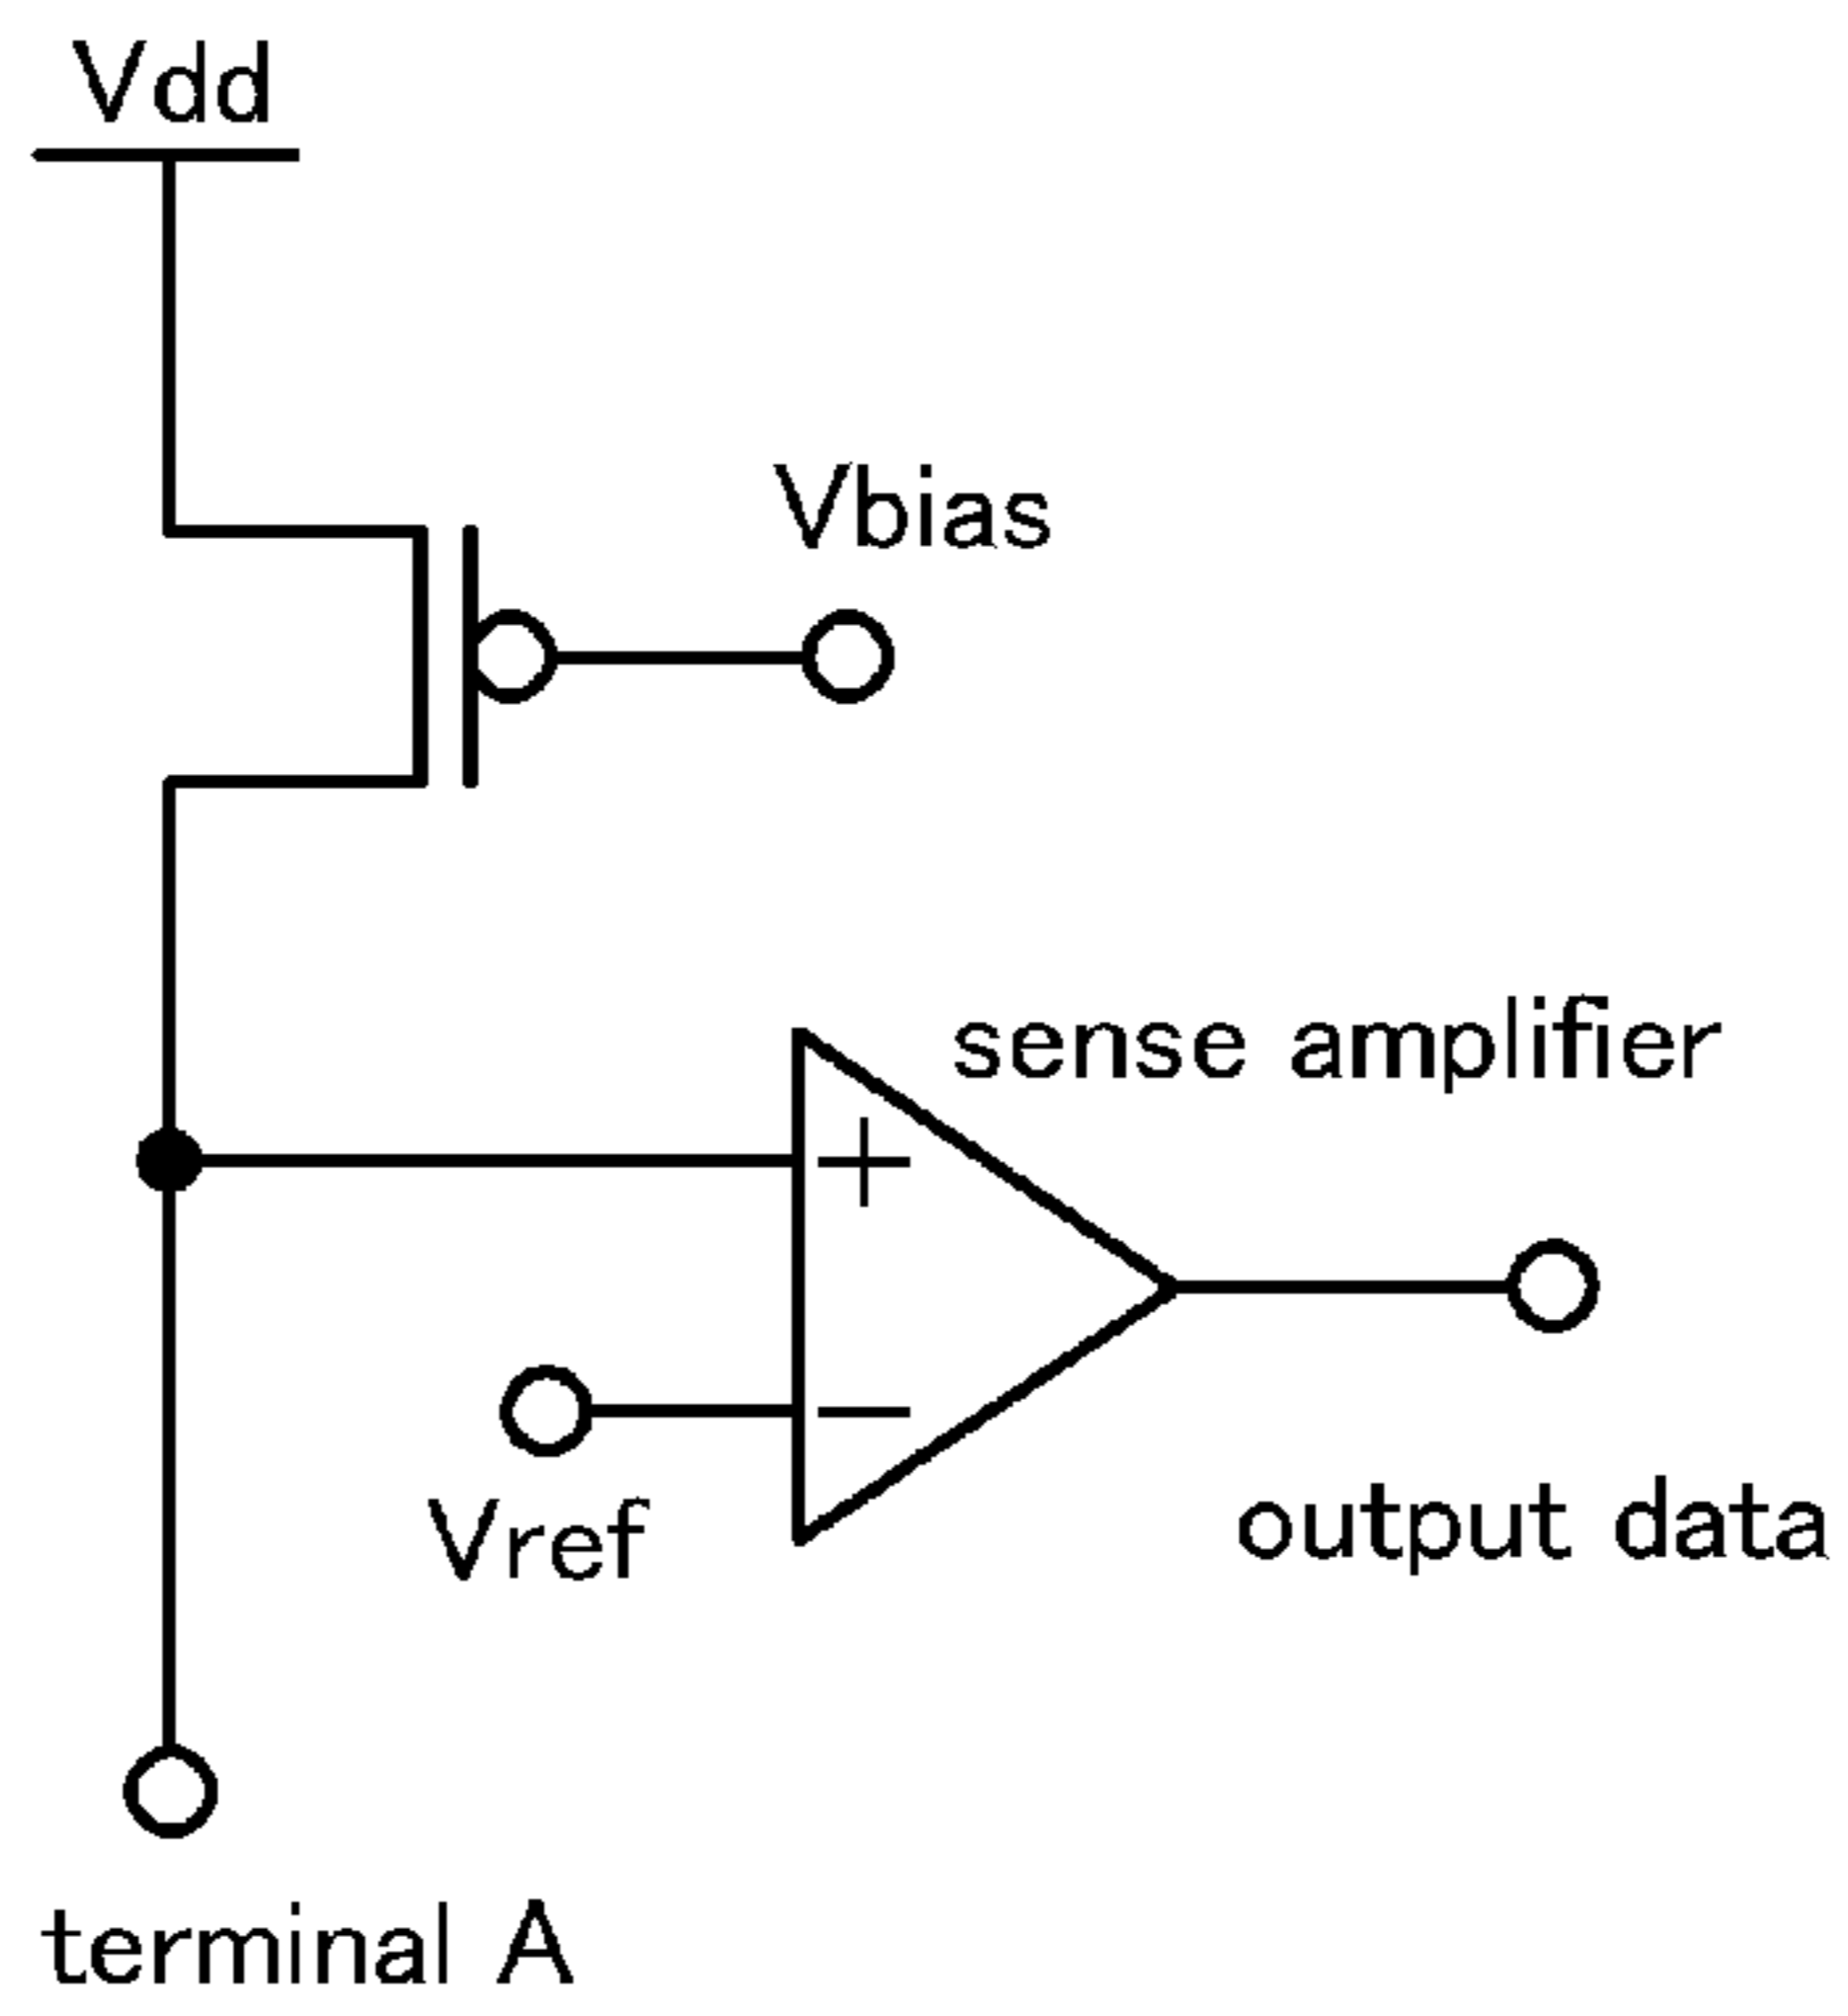 Vdd
Vbias
sense amplifier
+
−
Vref
output data
terminal A